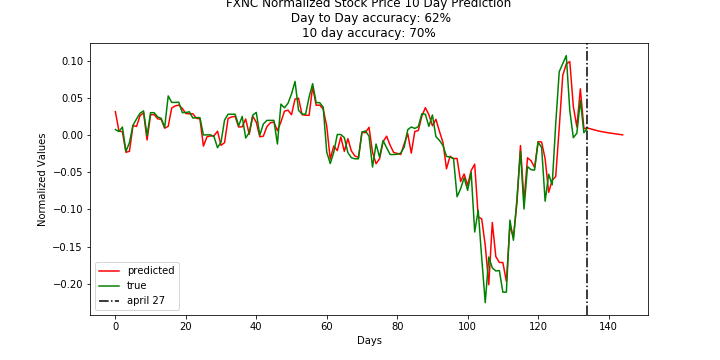 FXNC Normalized Stock Price 10 Day Prediction
Day to Day accuracy: 62%
10 day accuracy: 70%
0.10
0.05
0.00
−0.05
−0.10
−0.15
−0.20
Normalized Values
predicted
true
april 27
0 20 40 60 80 100 120 140
Days